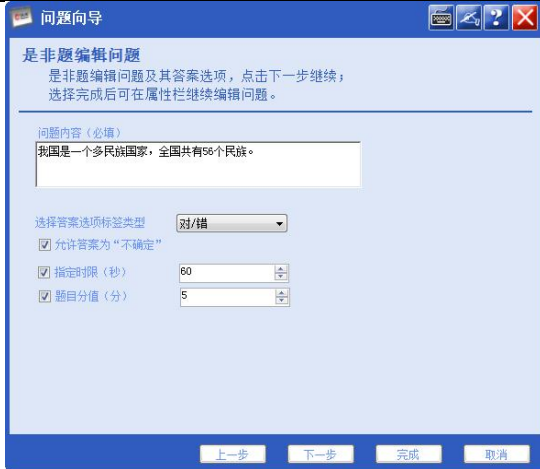 问题向导
是非题编辑问题
是非题编辑问题及其答案选项，点击下一步继续；
选择完成后可在属性栏继续编辑问题。
问题内容（必填）
我国是一个多民族国家，全国共有56个民族。
选择答案选项标签类型 对/错
允许答案为“不确定”
指定时限（秒） 60
题目分值（分） 5
上一步 下一步 完成 取消